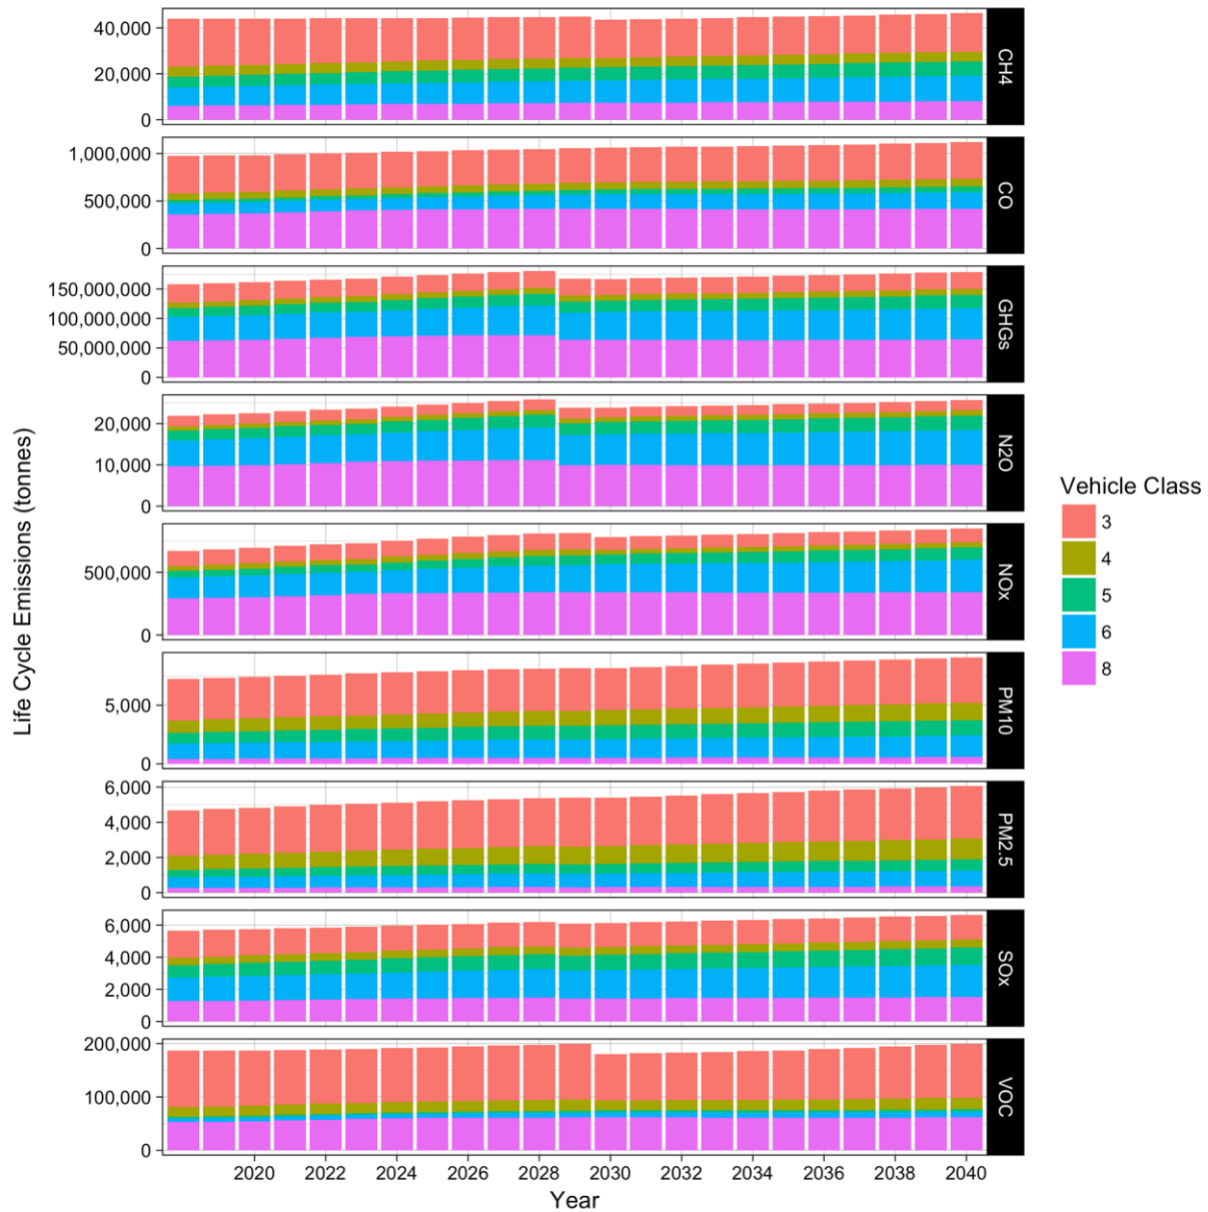 40,000
20,000
0
CH4
1,000,000
500,000
0
CO
150,000,000
100,000,000
50,000,000
0
GHGs
20,000
10,000
0
N2O
500,000
0
NOx
5,000
0
PM10
6,000
4,000
2,000
0
PM2.5
6,000
4,000
2,000
0
SOx
200,000
100,000
0
VOC
2020 2022 2024 2026 2028 2030 2032 2034 2036 2038 2040
Year
Life Cycle Emissions (tonnes)
Vehicle Class
3
4
5
6
8